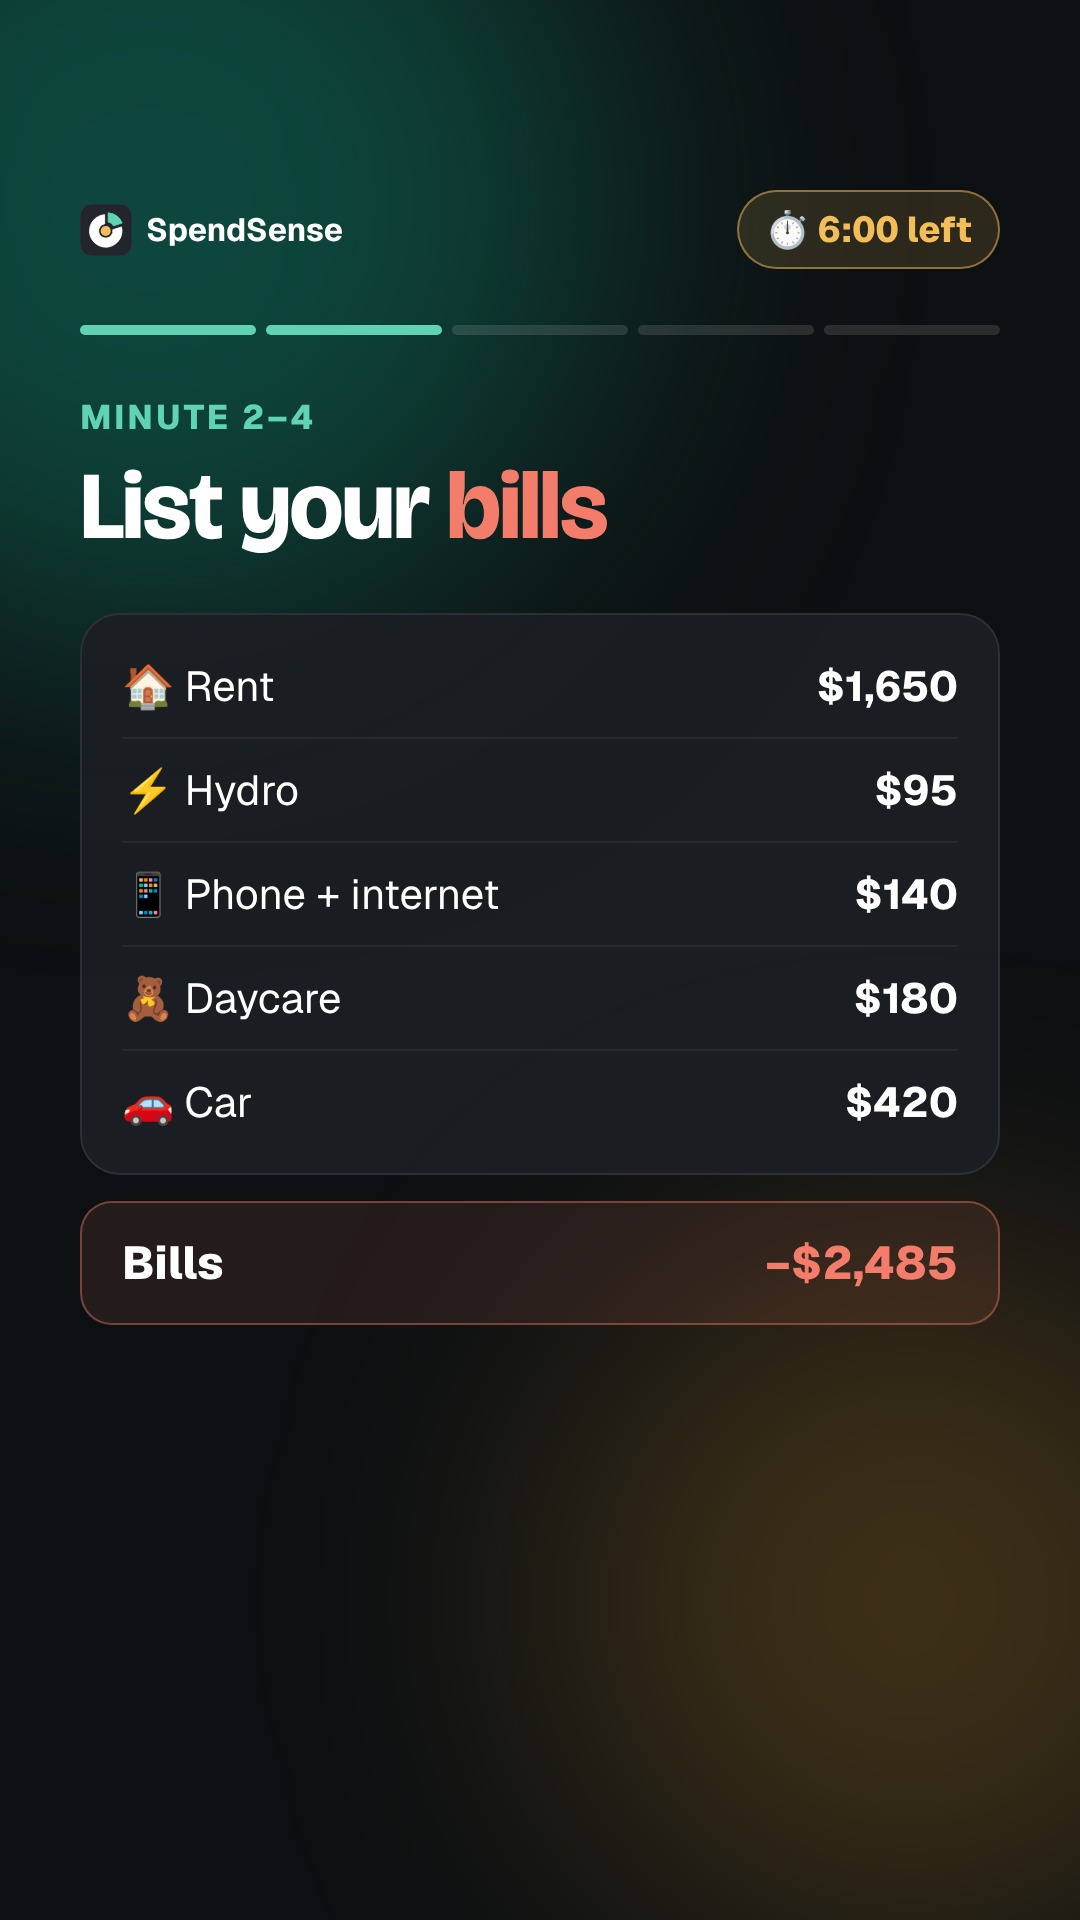 SpendSense
⏱️ 6:00 left
MINUTE 2–4
List your bills
🏠 Rent $1,650
⚡ Hydro $95
📱 Phone + internet $140
🧸 Daycare $180
🚗 Car $420
Bills –$2,485